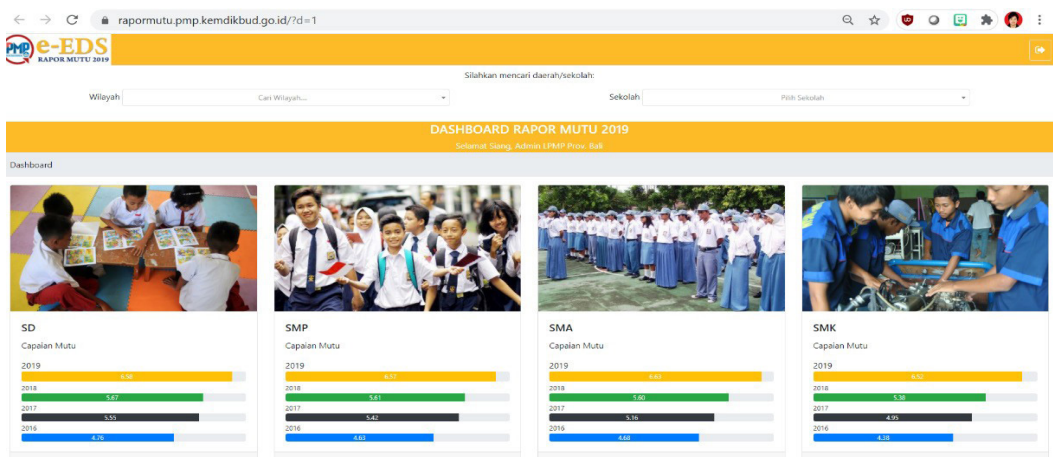 rapormutu.pmp.kemdikbud.go.id/?d=1
PMP e-EDS
RAPOR MUTU 2019
Silahkan mencari daerah/sekolah:
Wilayah Cari Wilayah... Sekolah Pilih Sekolah
DASHBOARD RAPOR MUTU 2019
Selamat Siang, Admin LPMP Prov. Bali
Dashboard
SD
Capaian Mutu
2019
6.58
2018
5.67
2017
5.55
2016
4.76
SMP
Capaian Mutu
2019
6.57
2018
5.61
2017
5.42
2016
4.63
SMA
Capaian Mutu
2019
6.63
2018
5.60
2017
5.16
2016
4.68
SMK
Capaian Mutu
2019
6.52
2018
5.38
2017
4.95
2016
4.38